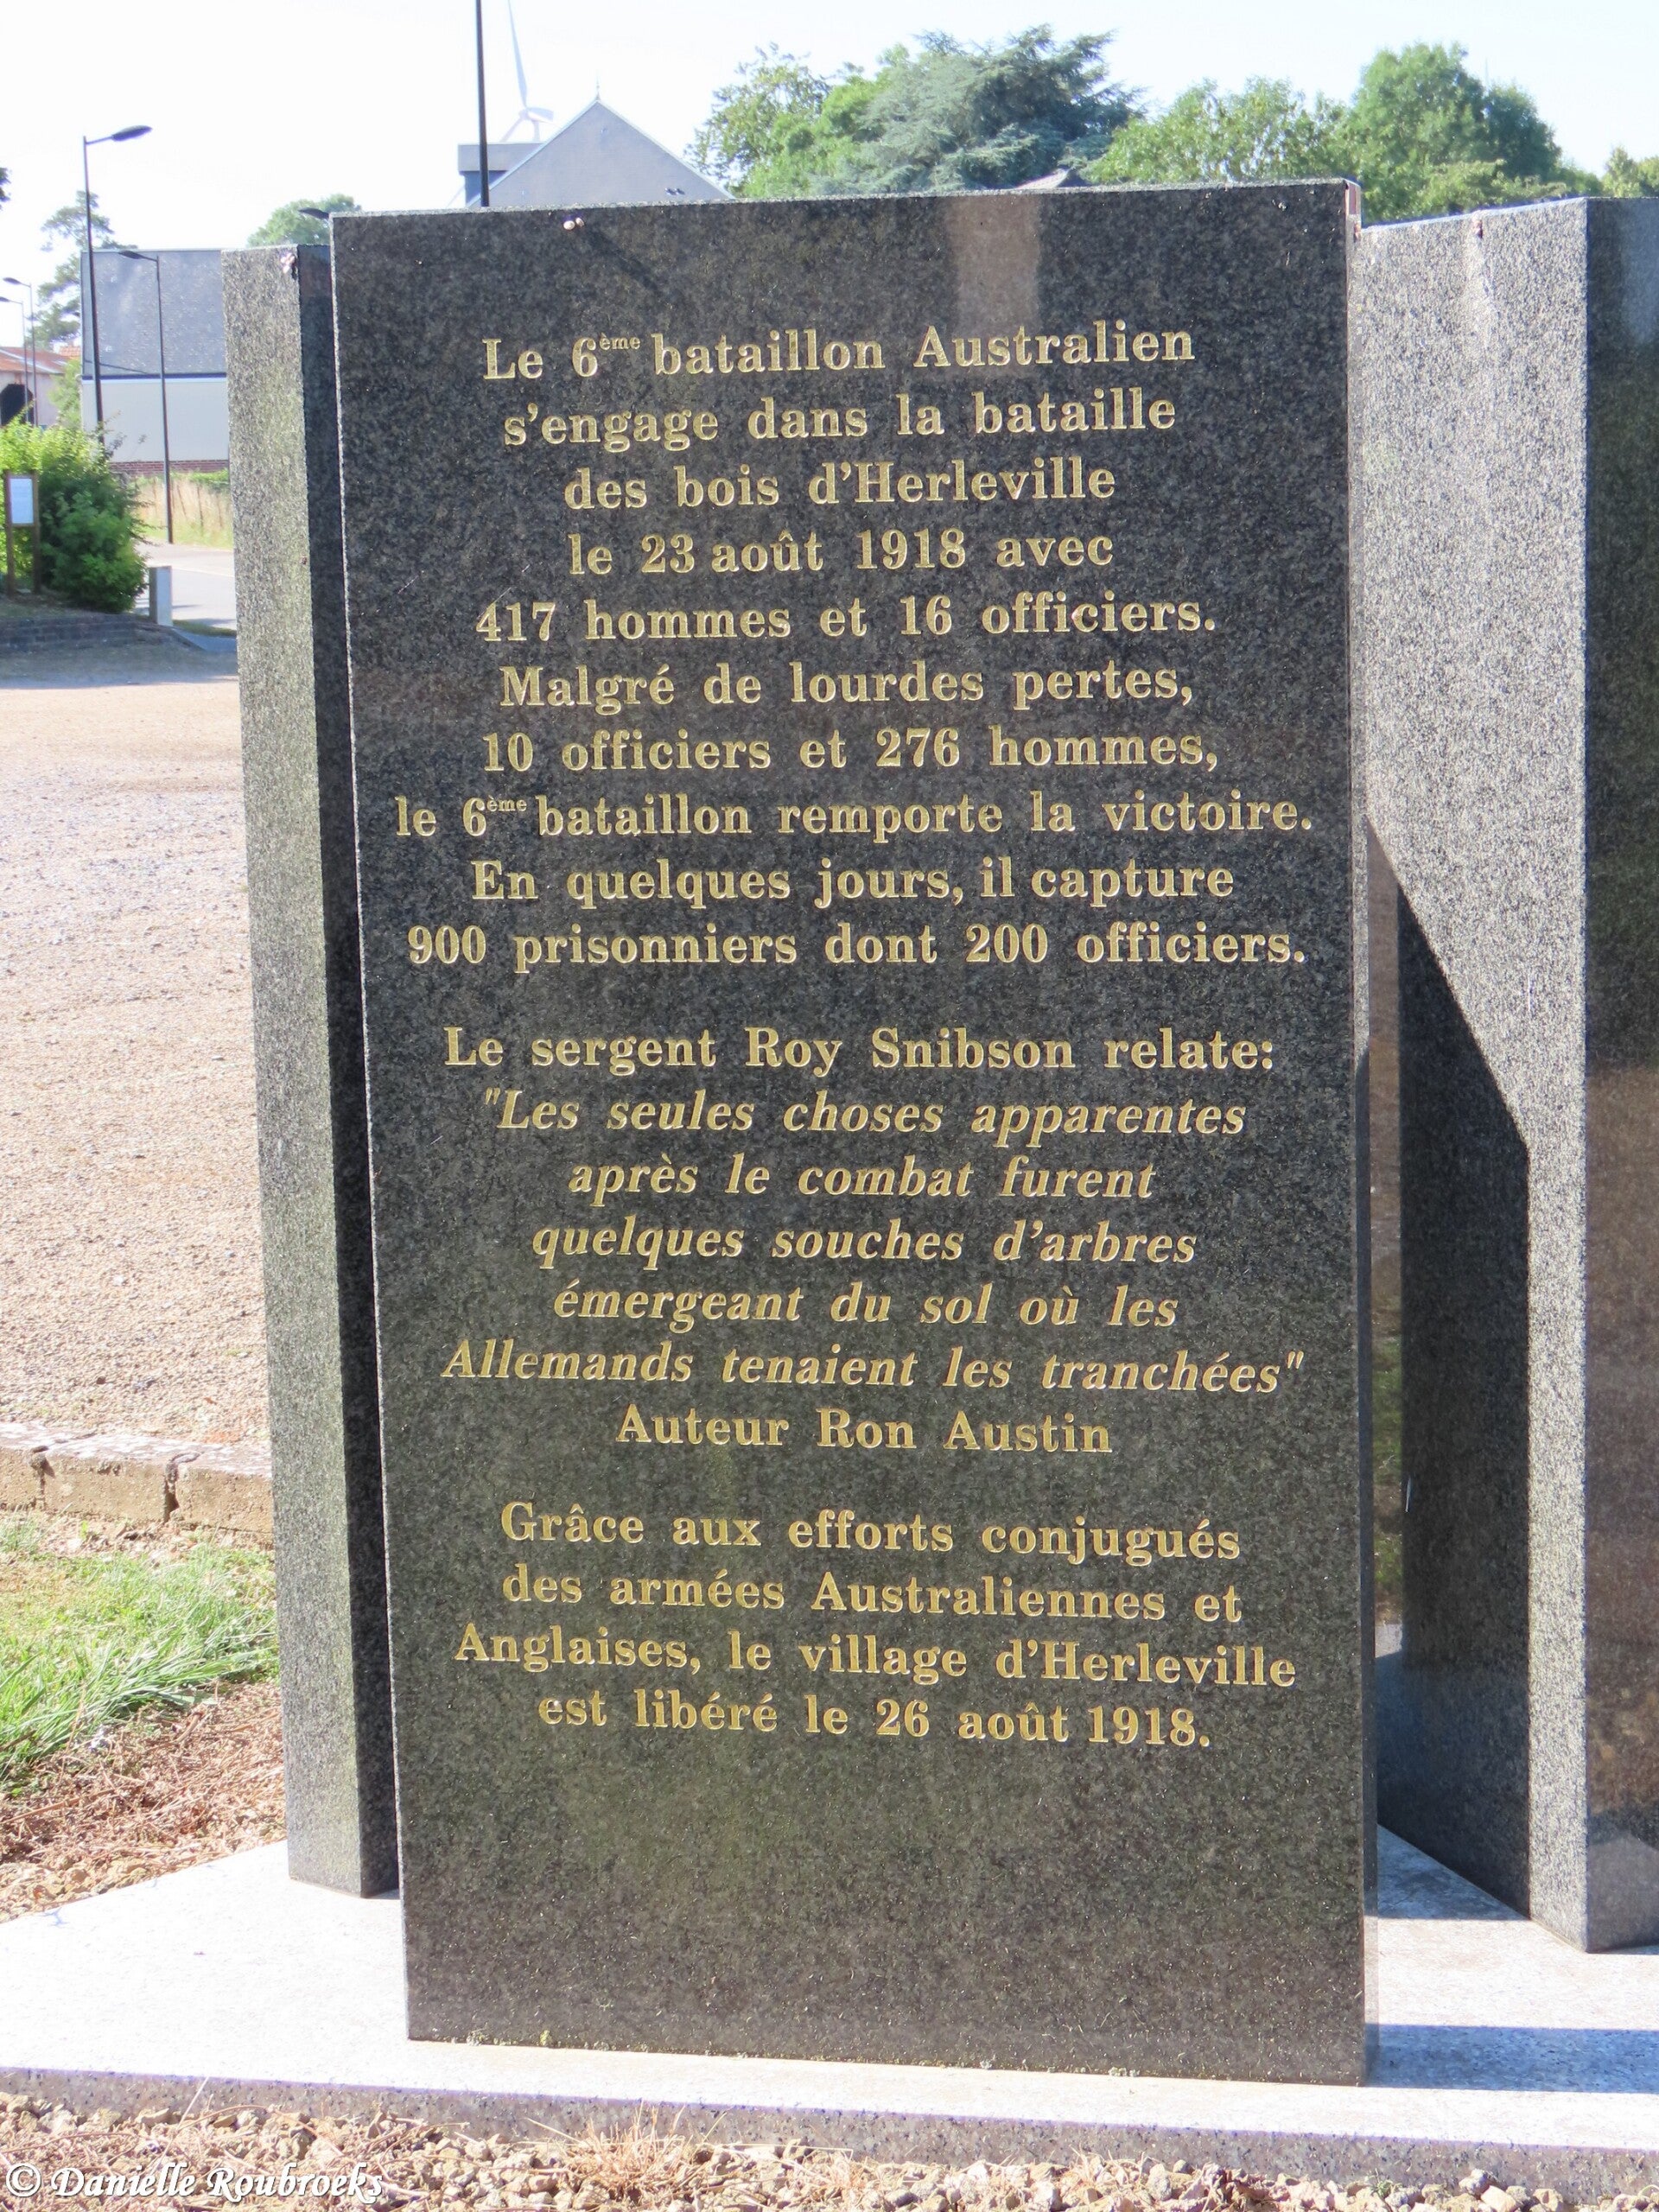 Le 6ème bataillon Australien
s'engage dans la bataille
des bois d'Herleville
le 23 août 1918 avec
417 hommes et 16 officiers.
Malgré de lourdes pertes,
10 officiers et 276 hommes,
le 6ème bataillon remporte la victoire.
En quelques jours, il capture
900 prisonniers dont 200 officiers.
Le sergent Roy Snibson relate:
"Les seules choses apparentes
après le combat furent
quelques souches d'arbres
émergeant du sol où les
Allemands tenaient les tranchées"
Auteur Ron Austin
Grâce aux efforts conjugués
des armées Australiennes et
Anglaises, le village d'Herleville
est libéré le 26 août 1918.
© Danielle Roubroeks